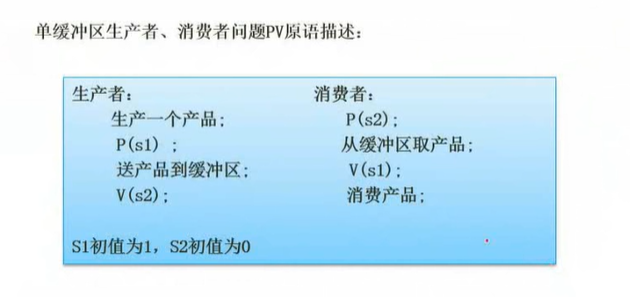 单缓冲区生产者、消费者问题PV原语描述：
生产者：
生产一个产品；
P(s1) ；
送产品到缓冲区；
V(s2)；
消费者：
P(s2)；
从缓冲区取产品；
V(s1)；
消费产品；
S1初值为1，S2初值为0